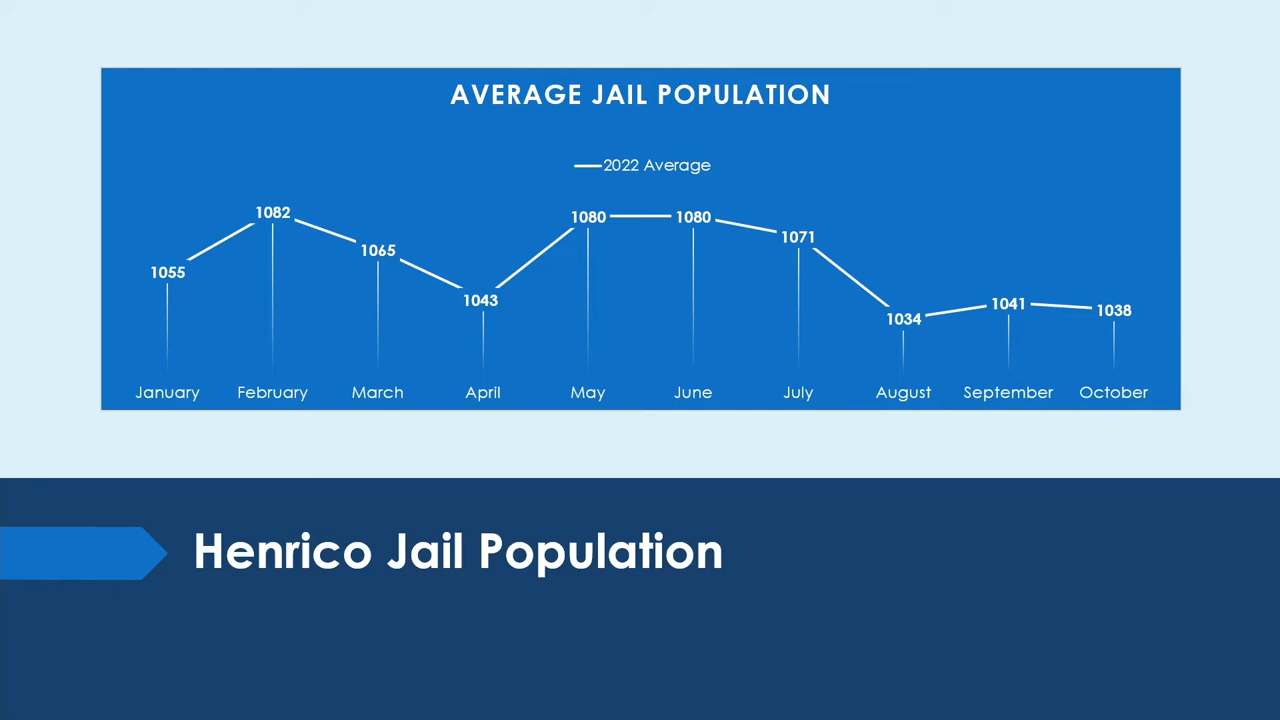 AVERAGE JAIL POPULATION
2022 Average
1055 1082 1065 1043 1080 1080 1071 1034 1041 1038
January February March April May June July August September October
Henrico Jail Population